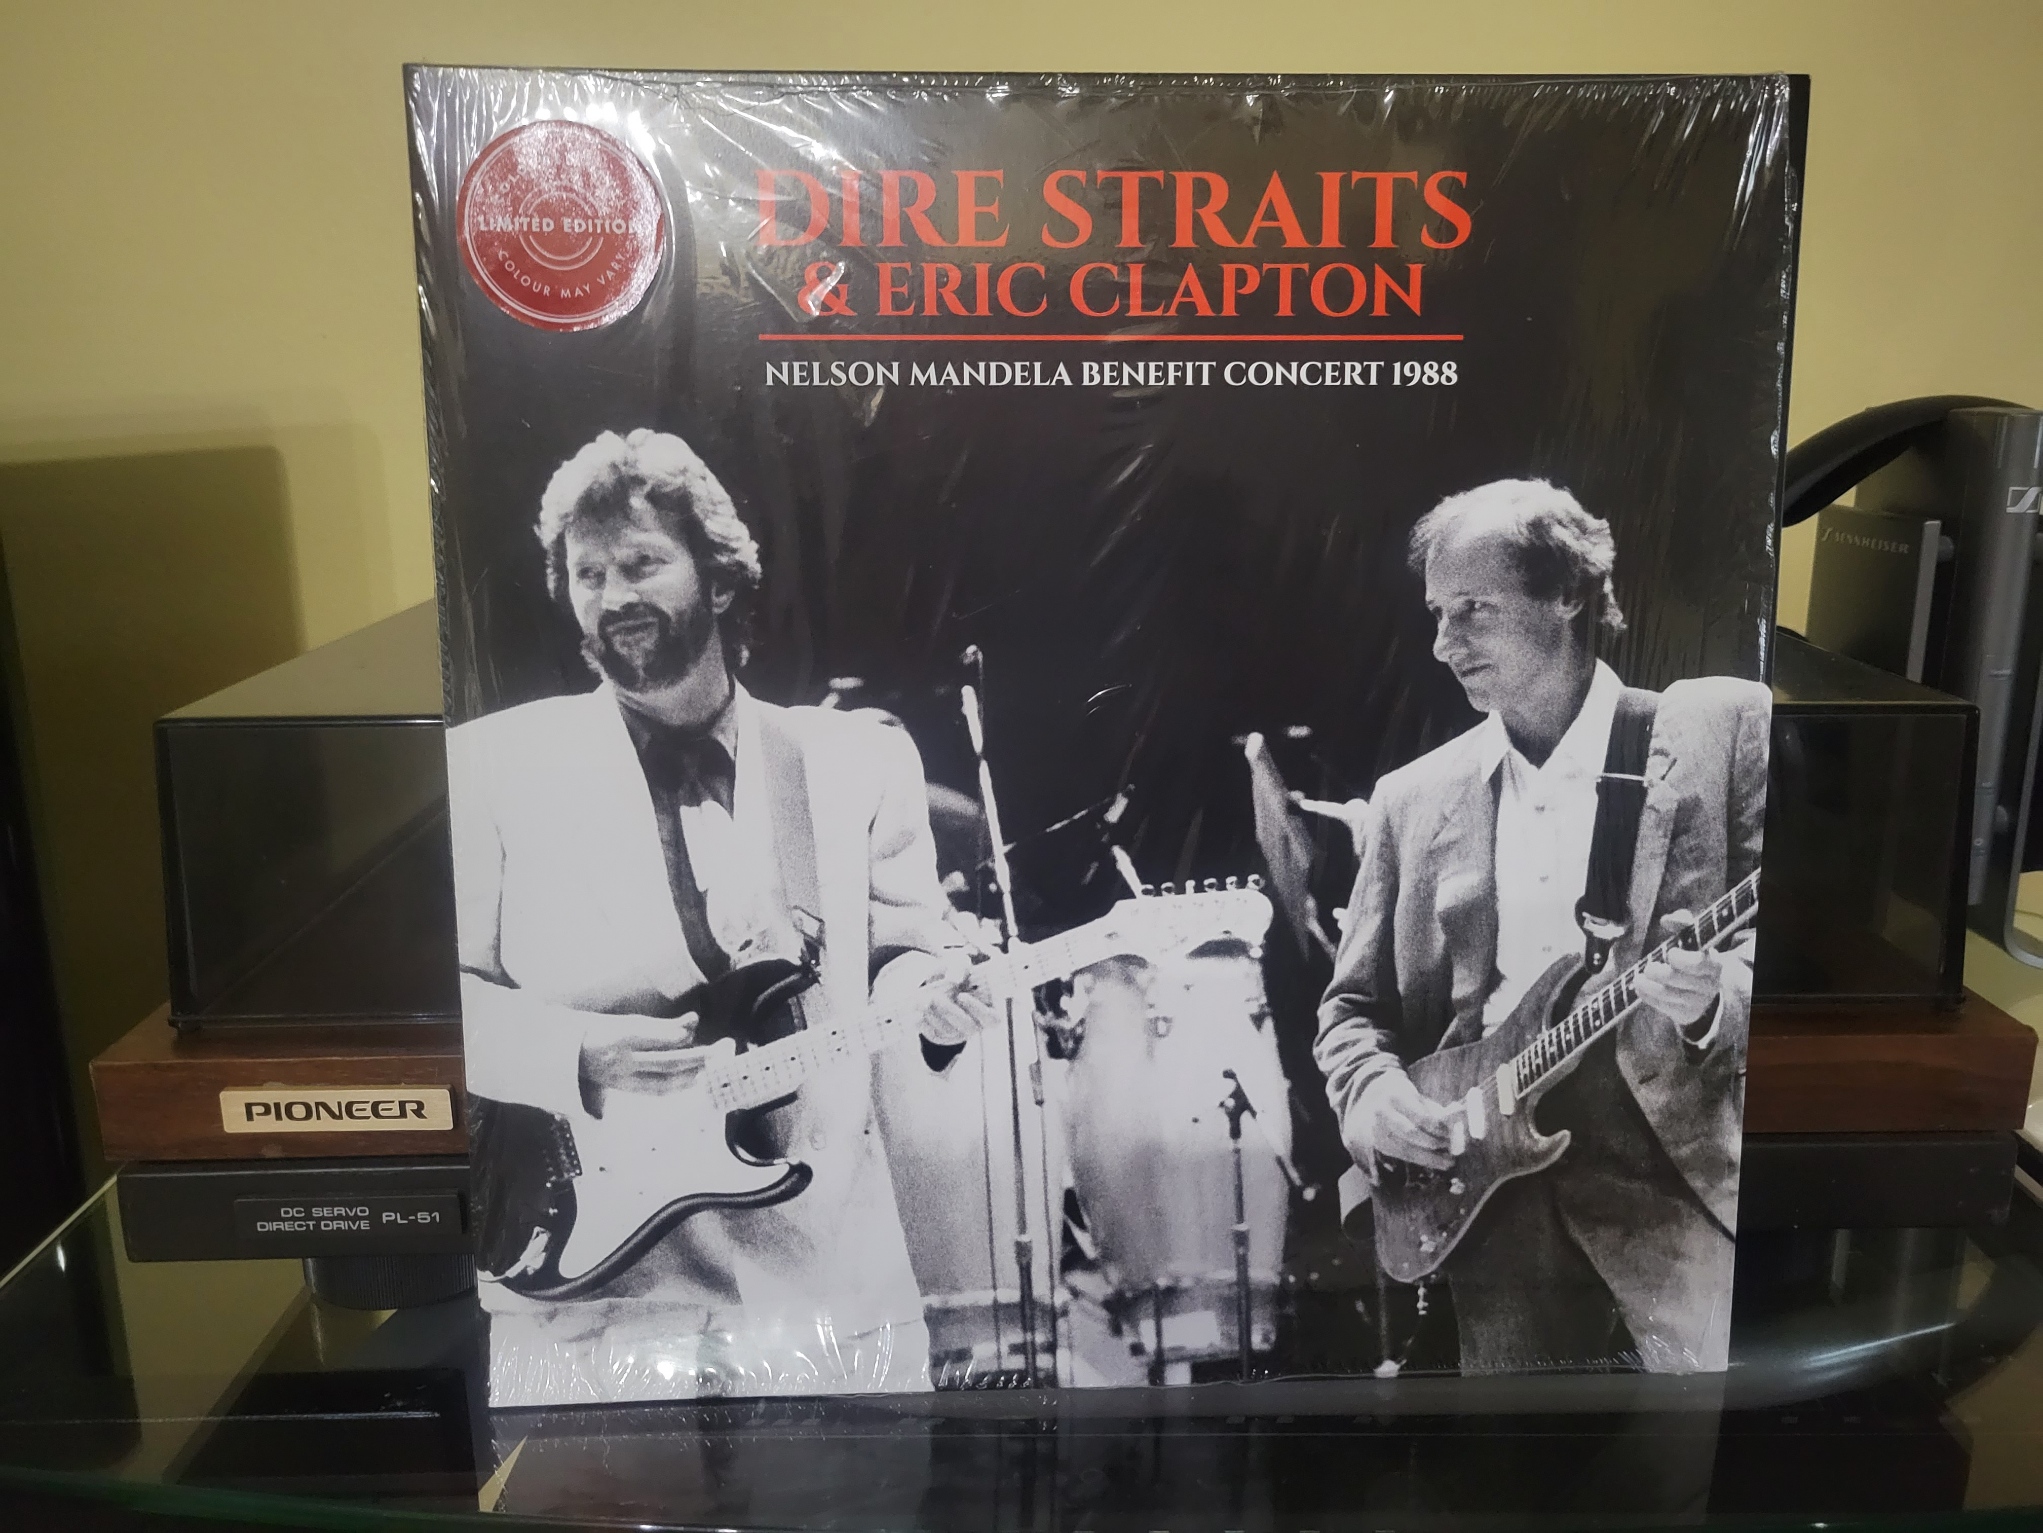 LIMITED EDITION
COLOUR MAY VARY
DIRE STRAITS
& ERIC CLAPTON
NELSON MANDELA BENEFIT CONCERT 1988
SENNHEISER
PIONEER
DC SERVO
DIRECT DRIVE PL-51